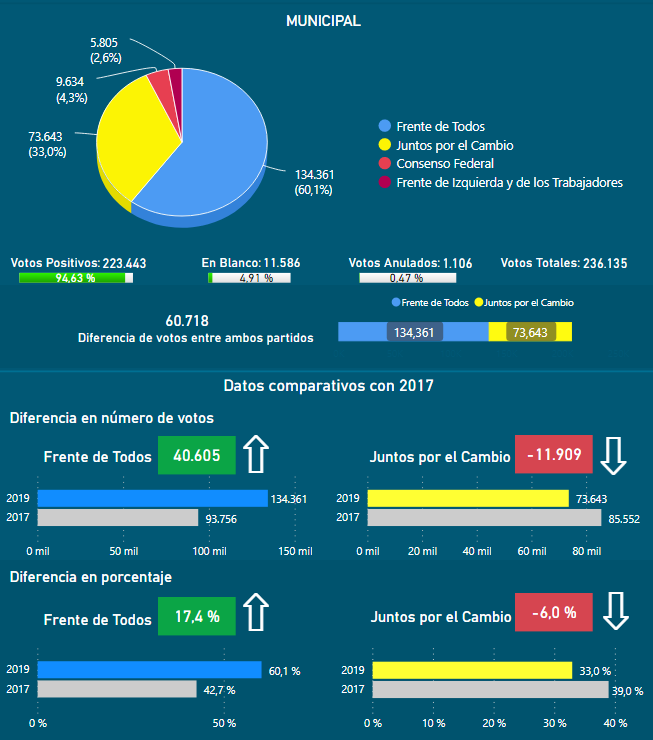 MUNICIPAL
5.805
(2,6%)
9.634
(4,3%)
73.643
(33,0%)
134.361
(60,1%)
Frente de Todos
Juntos por el Cambio
Consenso Federal
Frente de Izquierda y de los Trabajadores
Votos Positivos: 223.443
94,63 %
En Blanco: 11.586
4,91 %
Votos Anulados: 1.106
0,47 %
Votos Totales: 236.135
60.718
Diferencia de votos entre ambos partidos
Frente de Todos Juntos por el Cambio
134,361 73,643
Datos comparativos con 2017
Diferencia en número de votos
Frente de Todos 40.605
2019 134.361
2017 93.756
0 mil 50 mil 100 mil 150 mil
Juntos por el Cambio -11.909
2019 73.643
2017 85.552
0 mil 20 mil 40 mil 60 mil 80 mil
Diferencia en porcentaje
Frente de Todos 17,4 %
2019 60,1 %
2017 42,7 %
0 % 50 %
Juntos por el Cambio -6,0 %
2019 33,0 %
2017 39,0 %
0 % 10 % 20 % 30 % 40 %